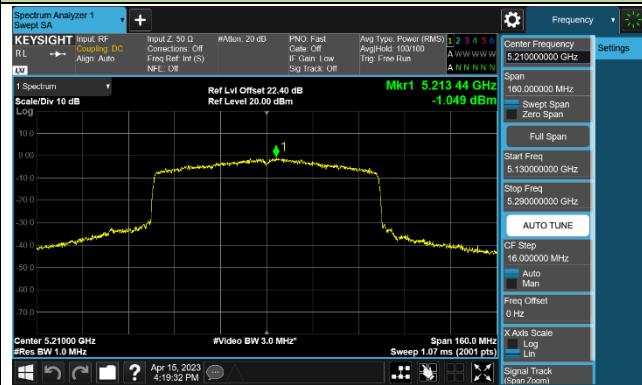 Spectrum Analyzer 1
Swept SA
Frequency
KEYSIGHT
RL
LXI
Input: RF
Coupling: DC
Align: Auto
Input Z: 50 Ω
Corrections: Off
Freq Ref: Int (S)
NFE: Off
#Atten: 20 dB
PNO: Fast
Gate: Off
IF Gain: Low
Sig Track: Off
Avg Type: Power (RMS)
Avg|Hold: 100/100
Trig: Free Run
1 2 3 4 5 6
A W W W W W
A N N N N N
1 Spectrum
Scale/Div 10 dB
Log
Ref Lvl Offset 22.40 dB
Ref Level 20.00 dBm
Mkr1 5.213 44 GHz
-1.049 dBm
10.0
0.00
-10.0
-20.0
-30.0
-40.0
-50.0
-60.0
-70.0
1
Center 5.21000 GHz
#Res BW 1.0 MHz
#Video BW 3.0 MHz*
Span 160.0 MHz
Sweep 1.07 ms (2001 pts)
Apr 15, 2023
4:19:32 PM
?
Center Frequency
5.210000000 GHz
Span
160.000000 MHz
Swept Span
Zero Span
Full Span
Start Freq
5.130000000 GHz
Stop Freq
5.290000000 GHz
AUTO TUNE
CF Step
16.000000 MHz
Auto
Man
Freq Offset
0 Hz
X Axis Scale
Log
Lin
Signal Track
(Span Zoom)
Settings